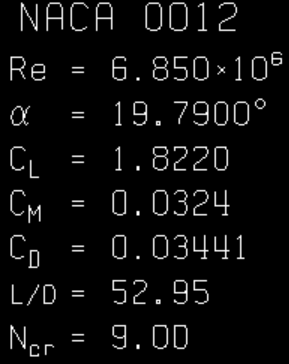 NACA 0012
Re = 6.850×10⁶
α = 19.7900°
C_L = 1.8220
C_M = 0.0324
C_D = 0.03441
L/D = 52.95
N_cr = 9.00